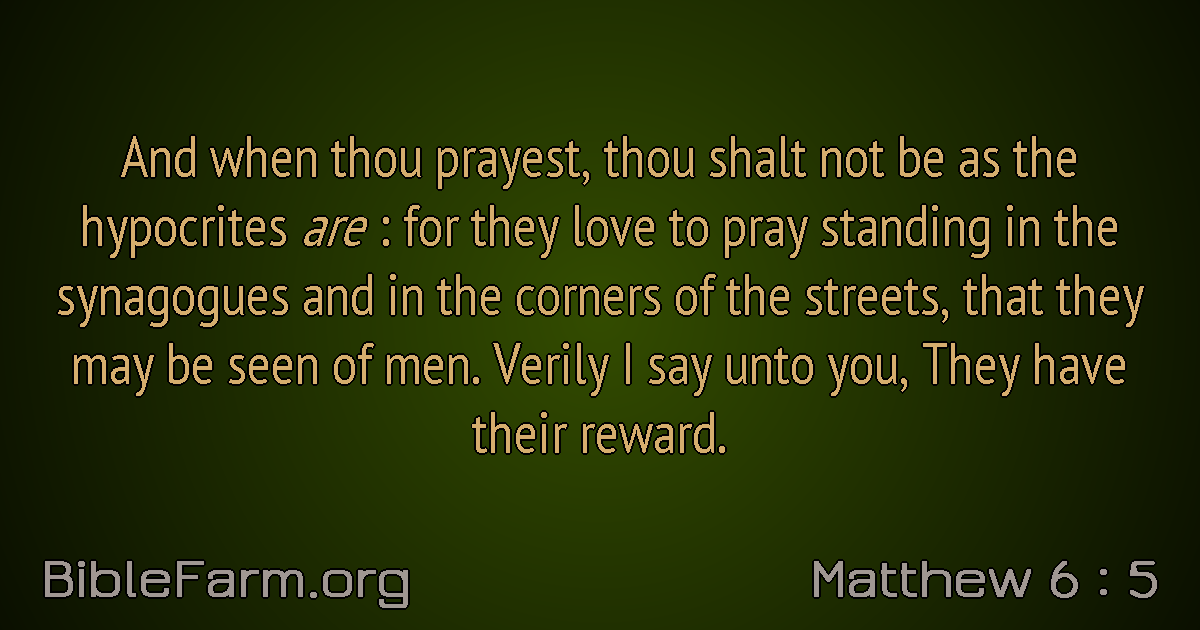 And when thou prayest, thou shalt not be as the
hypocrites are : for they love to pray standing in the
synagogues and in the corners of the streets, that they
may be seen of men. Verily I say unto you, They have
their reward.
BibleFarm.org
Matthew 6 : 5